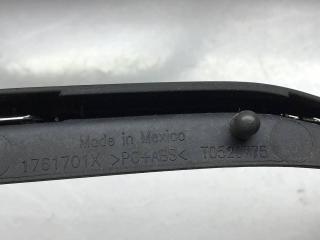 Made in Mexico
1761701X >PC+ABS<